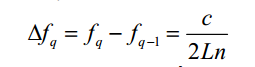 Δf_q = f_q − f_{q−1} = c / 2Ln